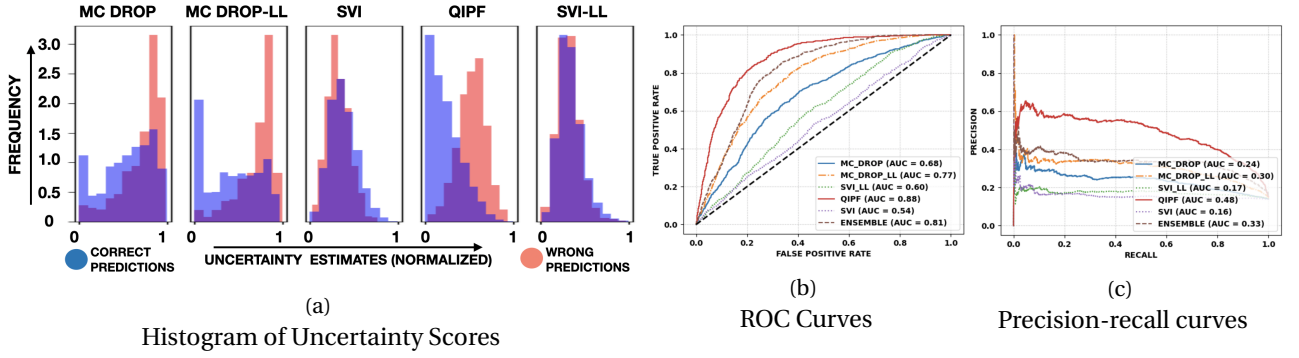 MC DROP
MC DROP-LL
SVI
QIPF
SVI-LL
FREQUENCY
3.0
2.5
2.0
1.5
1.0
0.5
0
0 1
0 1
0 1
0 1
0 1
CORRECT
PREDICTIONS
UNCERTAINTY ESTIMATES (NORMALIZED)
WRONG
PREDICTIONS
(a)
Histogram of Uncertainty Scores
TRUE POSITIVE RATE
1.0
0.8
0.6
0.4
0.2
0.0
0.0 0.2 0.4 0.6 0.8 1.0
FALSE POSITIVE RATE
MC_DROP (AUC = 0.68)
MC_DROP_LL (AUC = 0.77)
SVI_LL (AUC = 0.60)
QIPF (AUC = 0.88)
SVI (AUC = 0.54)
ENSEMBLE (AUC = 0.81)
(b)
ROC Curves
PRECISION
1.0
0.8
0.6
0.4
0.2
0.0
0.0 0.2 0.4 0.6 0.8 1.0
RECALL
MC_DROP (AUC = 0.24)
MC_DROP_LL (AUC = 0.30)
SVI_LL (AUC = 0.17)
QIPF (AUC = 0.48)
SVI (AUC = 0.16)
ENSEMBLE (AUC = 0.33)
(c)
Precision-recall curves